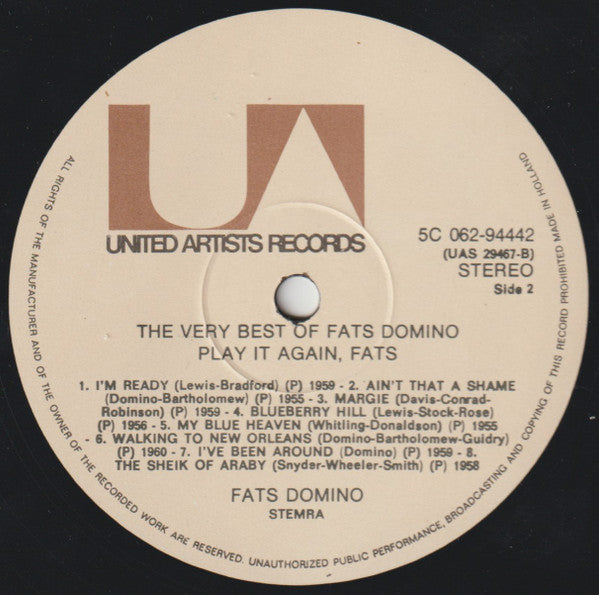 UA
UNITED ARTISTS RECORDS
5C 062-94442
(UAS 29467-B)
STEREO
Side 2
THE VERY BEST OF FATS DOMINO
PLAY IT AGAIN, FATS
1. I'M READY (Lewis-Bradford) (P) 1959 - 2. AIN'T THAT A SHAME
(Domino-Bartholomew) (P) 1955 - 3. MARGIE (Davis-Conrad-
Robinson) (P) 1959 - 4. BLUEBERRY HILL (Lewis-Stock-Rose)
(P) 1956 - 5. MY BLUE HEAVEN (Whitling-Donaldson) (P) 1955
- 6. WALKING TO NEW ORLEANS (Domino-Bartholomew-Guidry)
(P) 1960 - 7. I'VE BEEN AROUND (Domino) (P) 1959 - 8.
THE SHEIK OF ARABY (Snyder-Wheeler-Smith) (P) 1958
FATS DOMINO
STEMRA
ALL RIGHTS OF THE MANUFACTURER AND OF THE OWNER OF THE RECORDED WORK ARE RESERVED. UNAUTHORIZED PUBLIC PERFORMANCE, BROADCASTING AND COPYING OF THIS RECORD PROHIBITED MADE IN HOLLAND